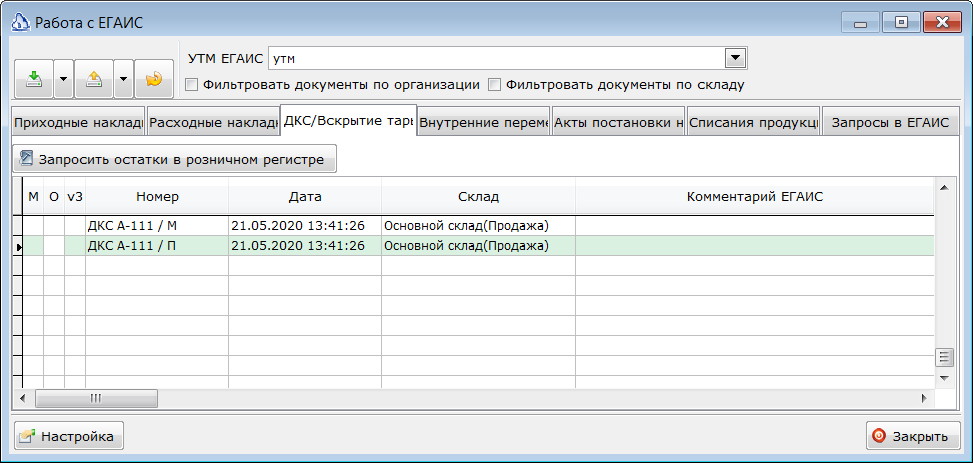 Работа с ЕГАИС
УТМ ЕГАИС утм
Фильтровать документы по организации Фильтровать документы по складу
Приходные наклад Расходные наклад ДКС/Вскрытие тары Внутренние переме Акты постановки н Списания продукц Запросы в ЕГАИС
Запросить остатки в розничном регистре
М О v3 Номер Дата Склад Комментарий ЕГАИС
ДКС А-111 / М 21.05.2020 13:41:26 Основной склад(Продажа)
ДКС А-111 / П 21.05.2020 13:41:26 Основной склад(Продажа)
Настройка Закрыть